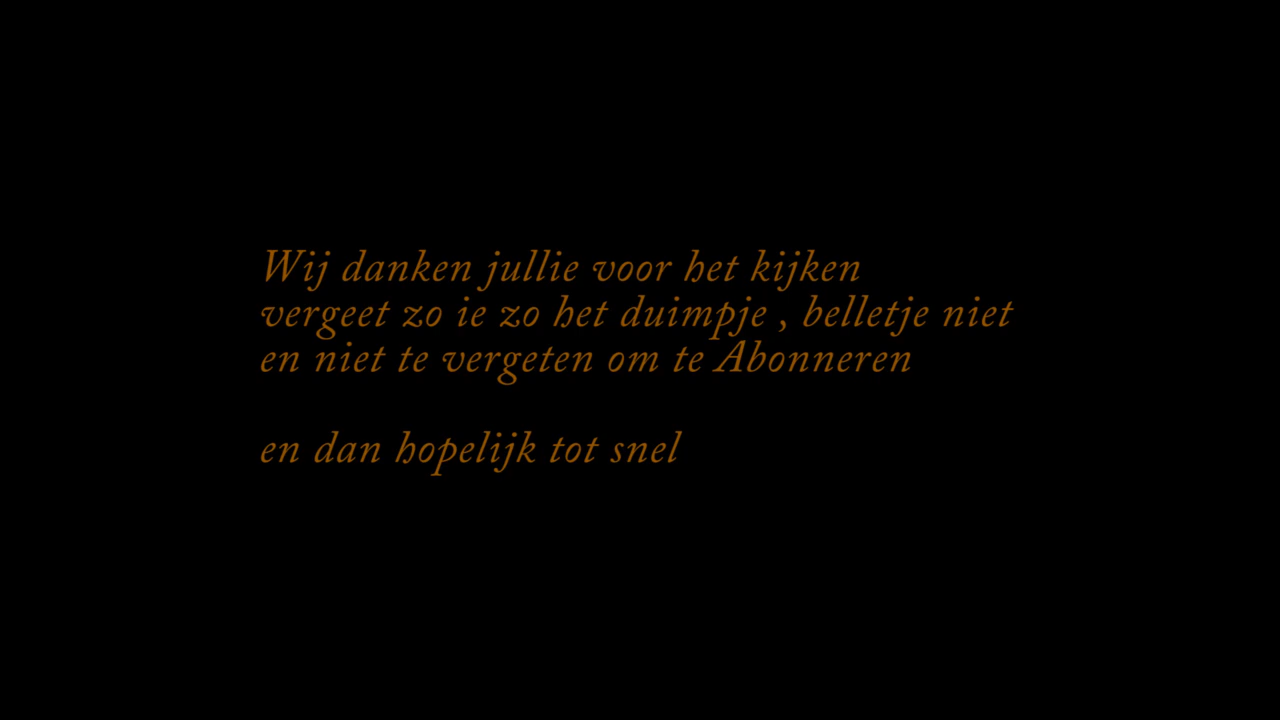 Wij danken jullie voor het kijken
vergeet zo ie zo het duimpje , belletje niet
en niet te vergeten om te Abonneren
en dan hopelijk tot snel